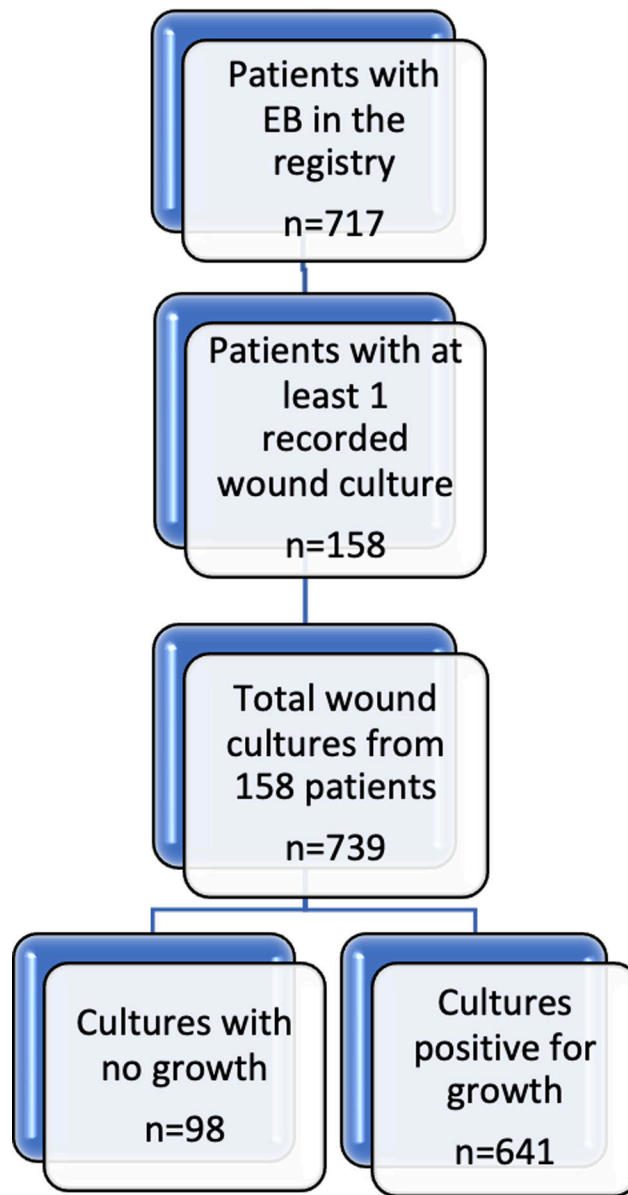 Patients with
EB in the
registry
n=717
Patients with at
least 1
recorded
wound culture
n=158
Total wound
cultures from
158 patients
n=739
Cultures with
no growth
n=98
Cultures
positive for
growth
n=641